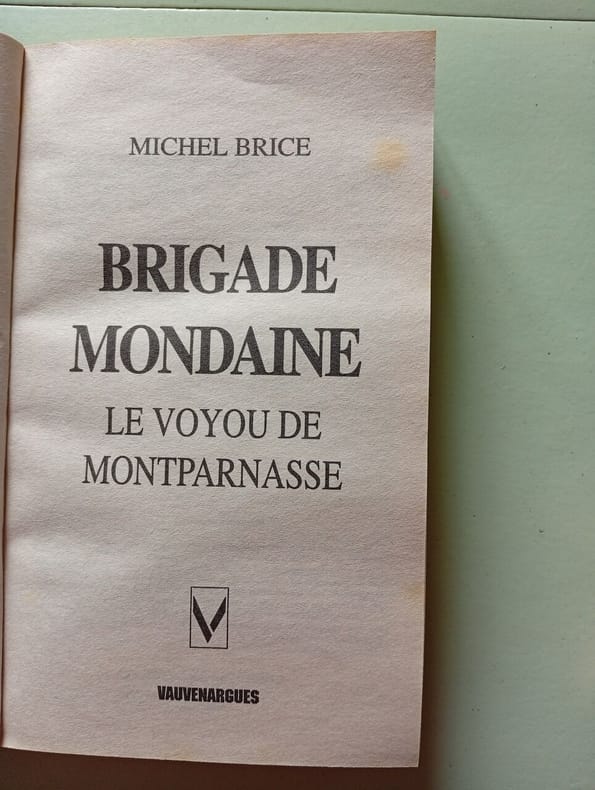 MICHEL BRICE
BRIGADE
MONDAINE
LE VOYOU DE
MONTPARNASSE
V
VAUVENARGUES